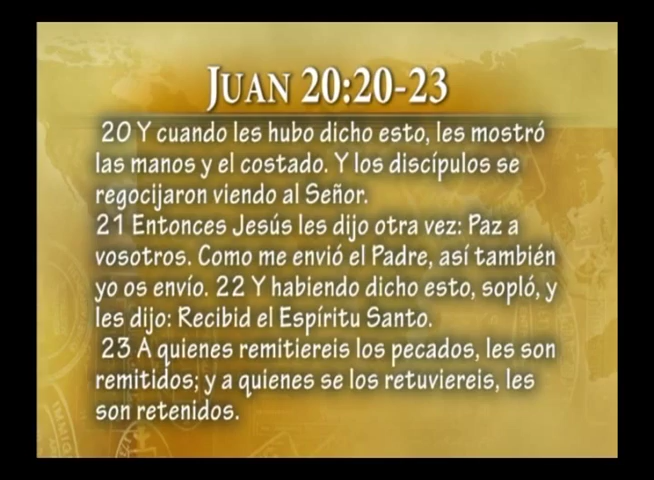 JUAN 20:20-23
20 Y cuando les hubo dicho esto, les mostró
las manos y el costado. Y los discípulos se
regocijaron viendo al Señor.
21 Entonces Jesús les dijo otra vez: Paz a
vosotros. Como me envió el Padre, así también
yo os envío. 22 Y habiendo dicho esto, sopló, y
les dijo: Recibid el Espíritu Santo.
23 A quienes remitiereis los pecados, les son
remitidos; y a quienes se los retuviereis, les
son retenidos.
IMMIG